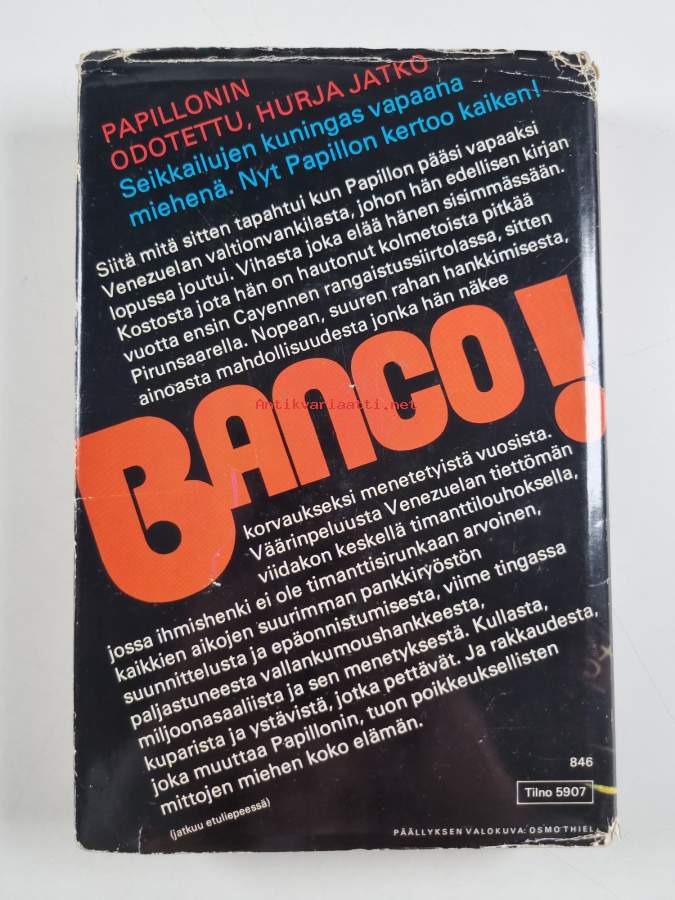 PAPILLONIN
ODOTETTU, HURJA JATKO
Seikkailujen kuningas vapaana
miehenä. Nyt Papillon kertoo kaiken!
Siitä mitä sitten tapahtui kun Papillon pääsi vapaaksi
Venezuelan valtionvankilasta, johon hän edellisen kirjan
lopussa joutui. Vihasta joka elää hänen sisimmässään.
Kostosta jota hän on hautonut kolmetoista pitkää
vuotta ensin Cayennen rangaistussiirtolassa, sitten
Pirunsaarella. Nopean, suuren rahan hankkimisesta,
ainoasta mahdollisuudesta jonka hän näkee
BANCO!
Antikvariaatti.net
korvaukseksi menetetyistä vuosista.
Väärinpeluusta Venezuelan tiettömän
viidakon keskellä timanttilouhoksella,
jossa ihmishenki ei ole timanttisirunkaan arvoinen,
kaikkien aikojen suurimman pankkiryöstön
suunnittelusta ja epäonnistumisesta, viime tingassa
paljastuneesta vallankumoushankkeesta,
miljoonasaaliista ja sen menetyksestä. Kullasta,
kuparista ja ystävistä, jotka pettävät. Ja rakkaudesta,
joka muuttaa Papillonin, tuon poikkeuksellisten
mittojen miehen koko elämän.
(jatkuu etuliepeessä)
846
Tilno 5907
PÄÄLLYKSEN VALOKUVA: OSMO THIEL